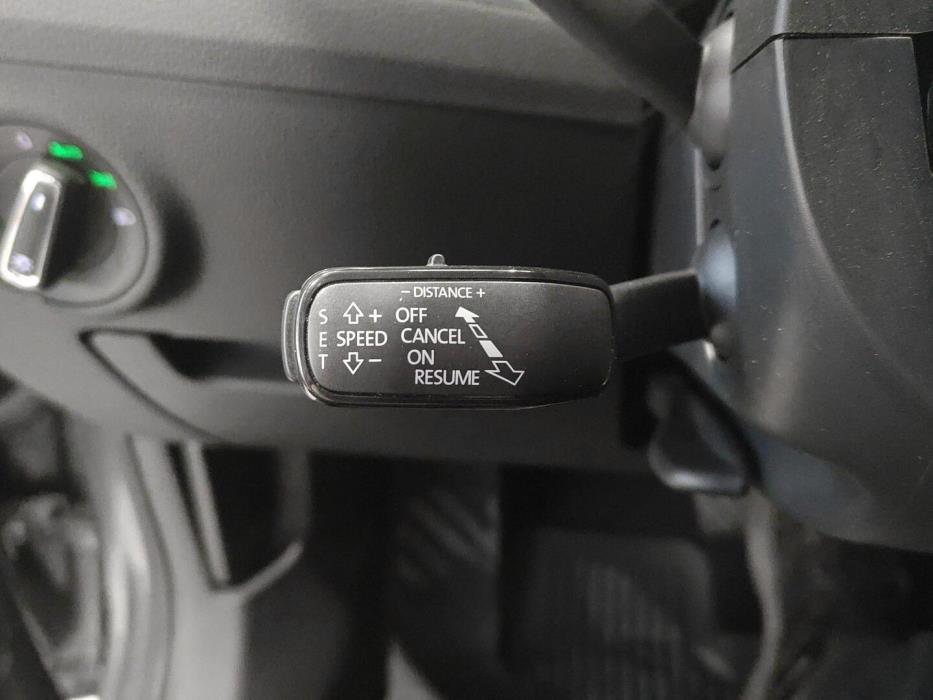 − DISTANCE +
S + OFF
E SPEED CANCEL
T − ON
RESUME